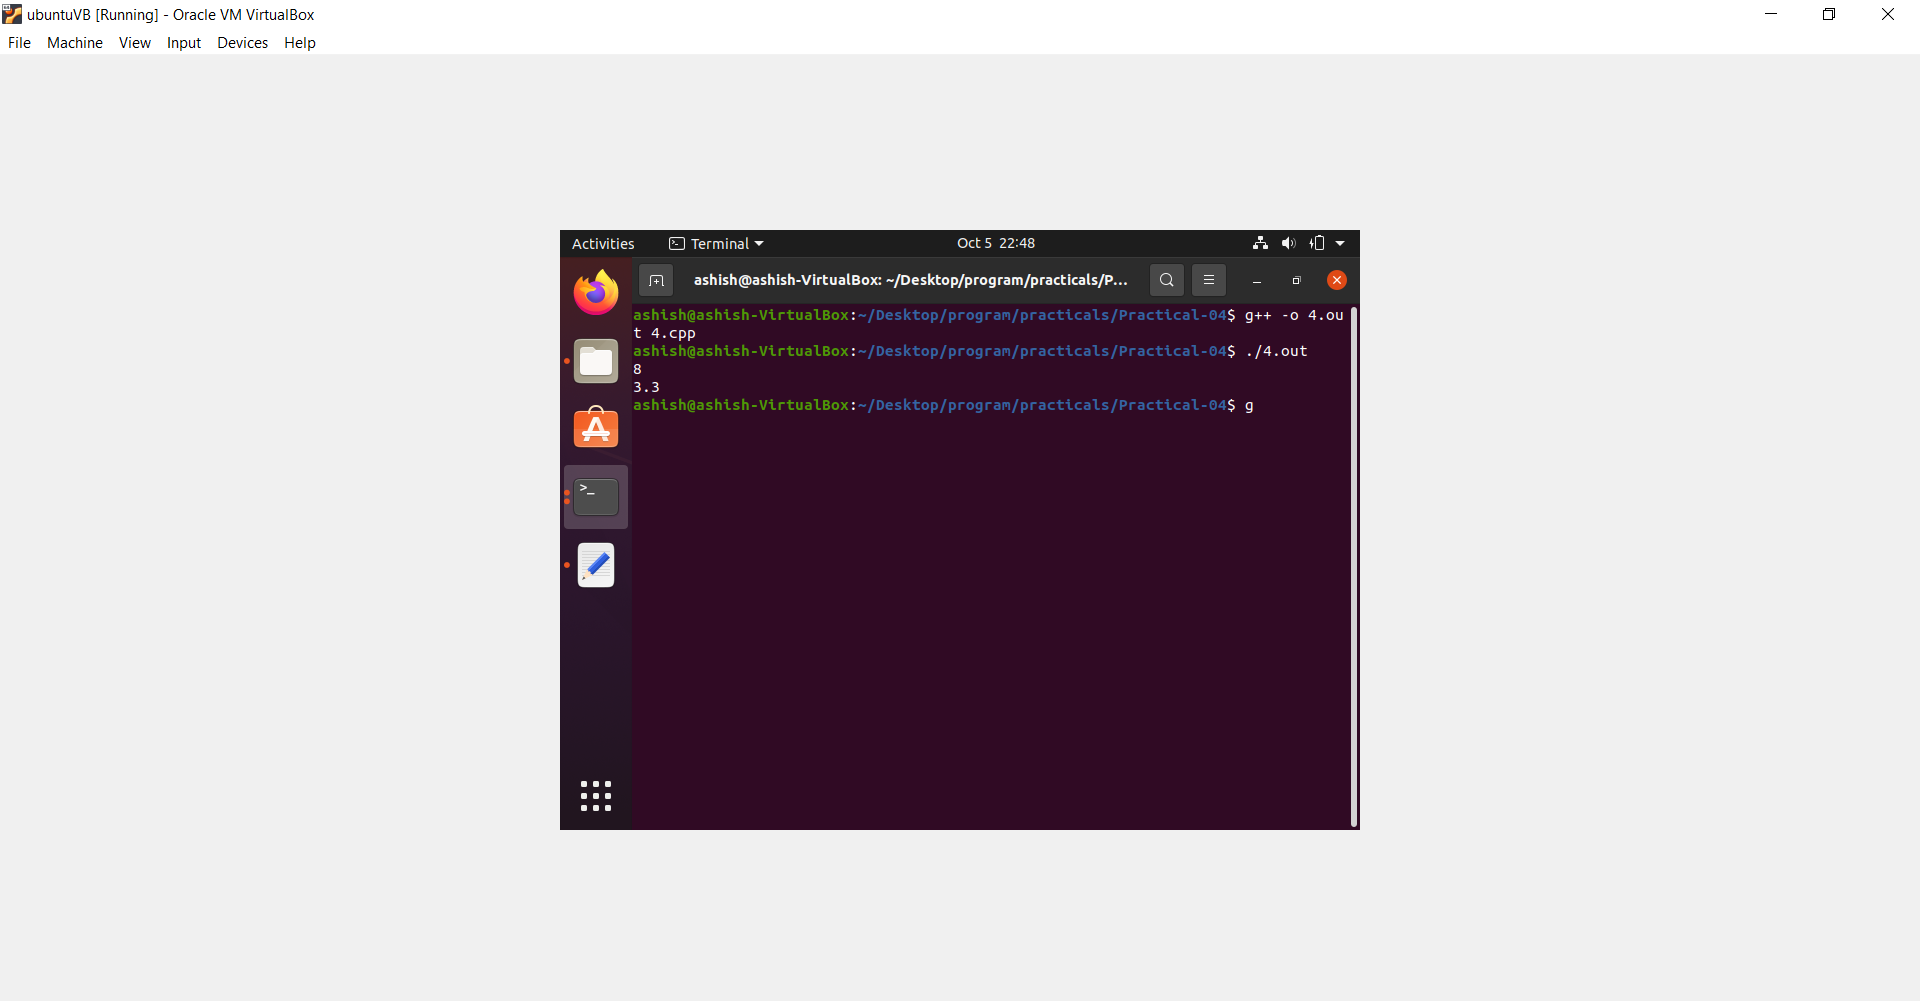 ubuntuVB [Running] - Oracle VM VirtualBox
File Machine View Input Devices Help
Activities Terminal Oct 5 22:48
ashish@ashish-VirtualBox: ~/Desktop/program/practicals/P...
ashish@ashish-VirtualBox:~/Desktop/program/practicals/Practical-04$ g++ -o 4.ou
t 4.cpp
ashish@ashish-VirtualBox:~/Desktop/program/practicals/Practical-04$ ./4.out
8
3.3
ashish@ashish-VirtualBox:~/Desktop/program/practicals/Practical-04$ g